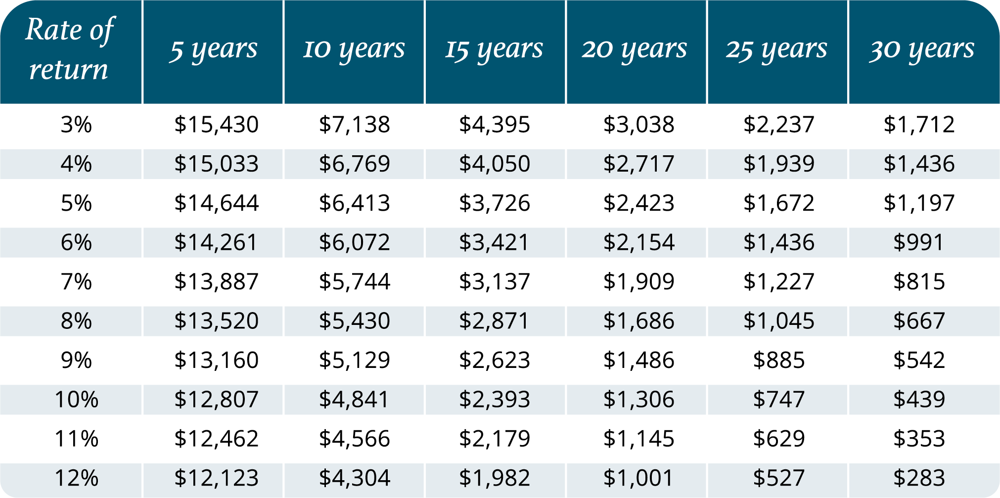 Rate of return 5 years 10 years 15 years 20 years 25 years 30 years
3% $15,430 $7,138 $4,395 $3,038 $2,237 $1,712
4% $15,033 $6,769 $4,050 $2,717 $1,939 $1,436
5% $14,644 $6,413 $3,726 $2,423 $1,672 $1,197
6% $14,261 $6,072 $3,421 $2,154 $1,436 $991
7% $13,887 $5,744 $3,137 $1,909 $1,227 $815
8% $13,520 $5,430 $2,871 $1,686 $1,045 $667
9% $13,160 $5,129 $2,623 $1,486 $885 $542
10% $12,807 $4,841 $2,393 $1,306 $747 $439
11% $12,462 $4,566 $2,179 $1,145 $629 $353
12% $12,123 $4,304 $1,982 $1,001 $527 $283